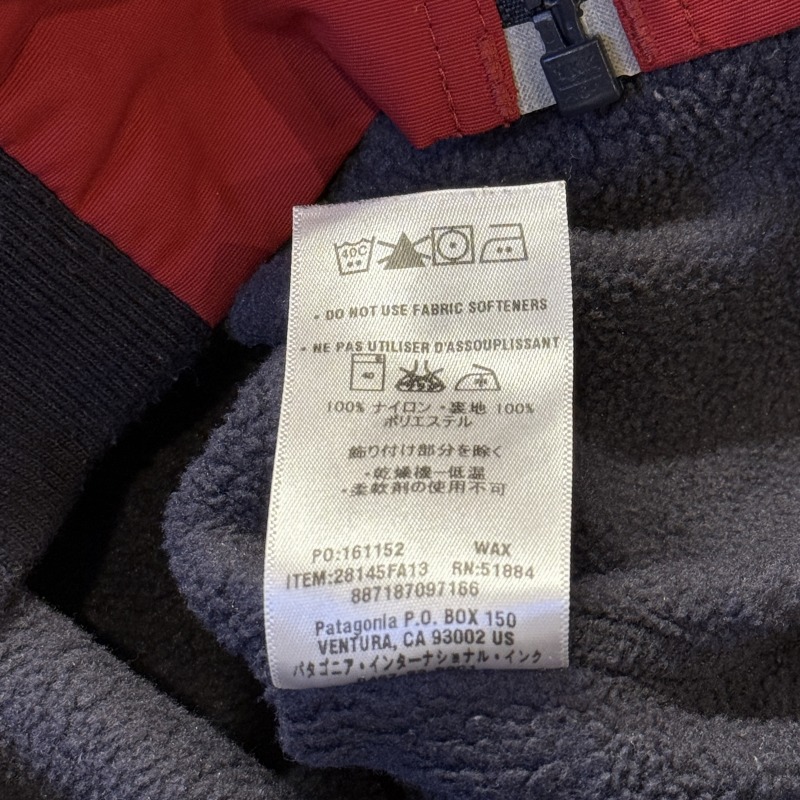 40C
• DO NOT USE FABRIC SOFTENERS
• NE PAS UTILISER D'ASSOUPLISSANT
40
100% ナイロン・裏地 100%
ポリエステル
飾り付け部分を除く
・乾燥機ー低温
・柔軟剤の使用不可
PO:161152 WAX
ITEM:28145FA13 RN:51884
887187097166
Patagonia P.O. BOX 150
VENTURA, CA 93002 US
パタゴニア・インターナショナル・インク